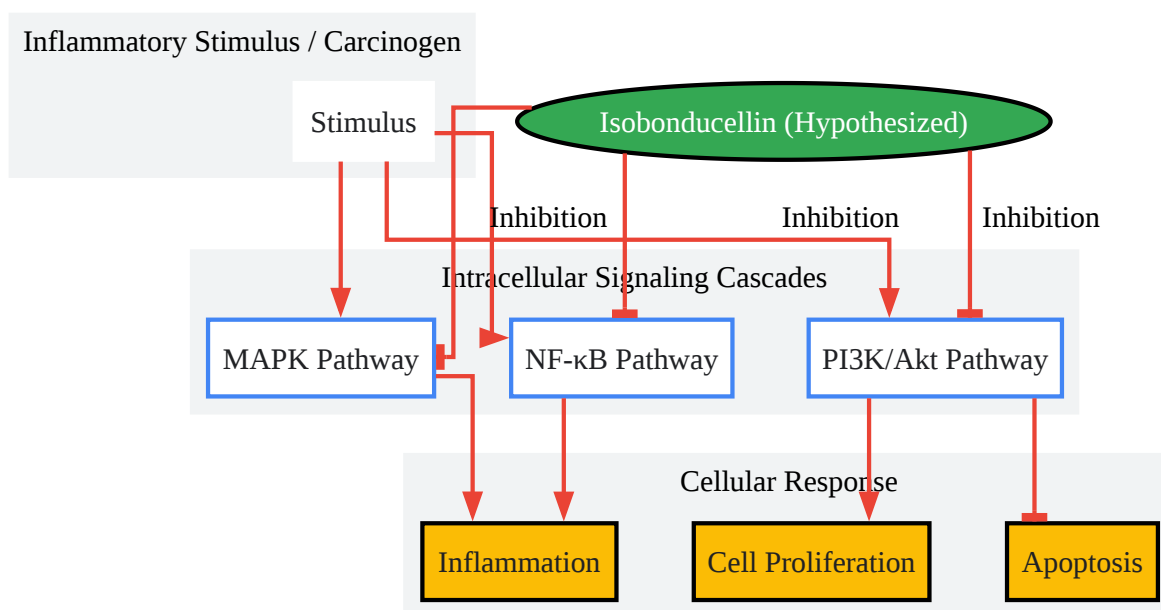 Inflammatory Stimulus / Carcinogen
Stimulus
Isobonducellin (Hypothesized)
Inhibition
Inhibition
Inhibition
Intracellular Signaling Cascades
MAPK Pathway
NF-κB Pathway
PI3K/Akt Pathway
Cellular Response
Inflammation
Cell Proliferation
Apoptosis